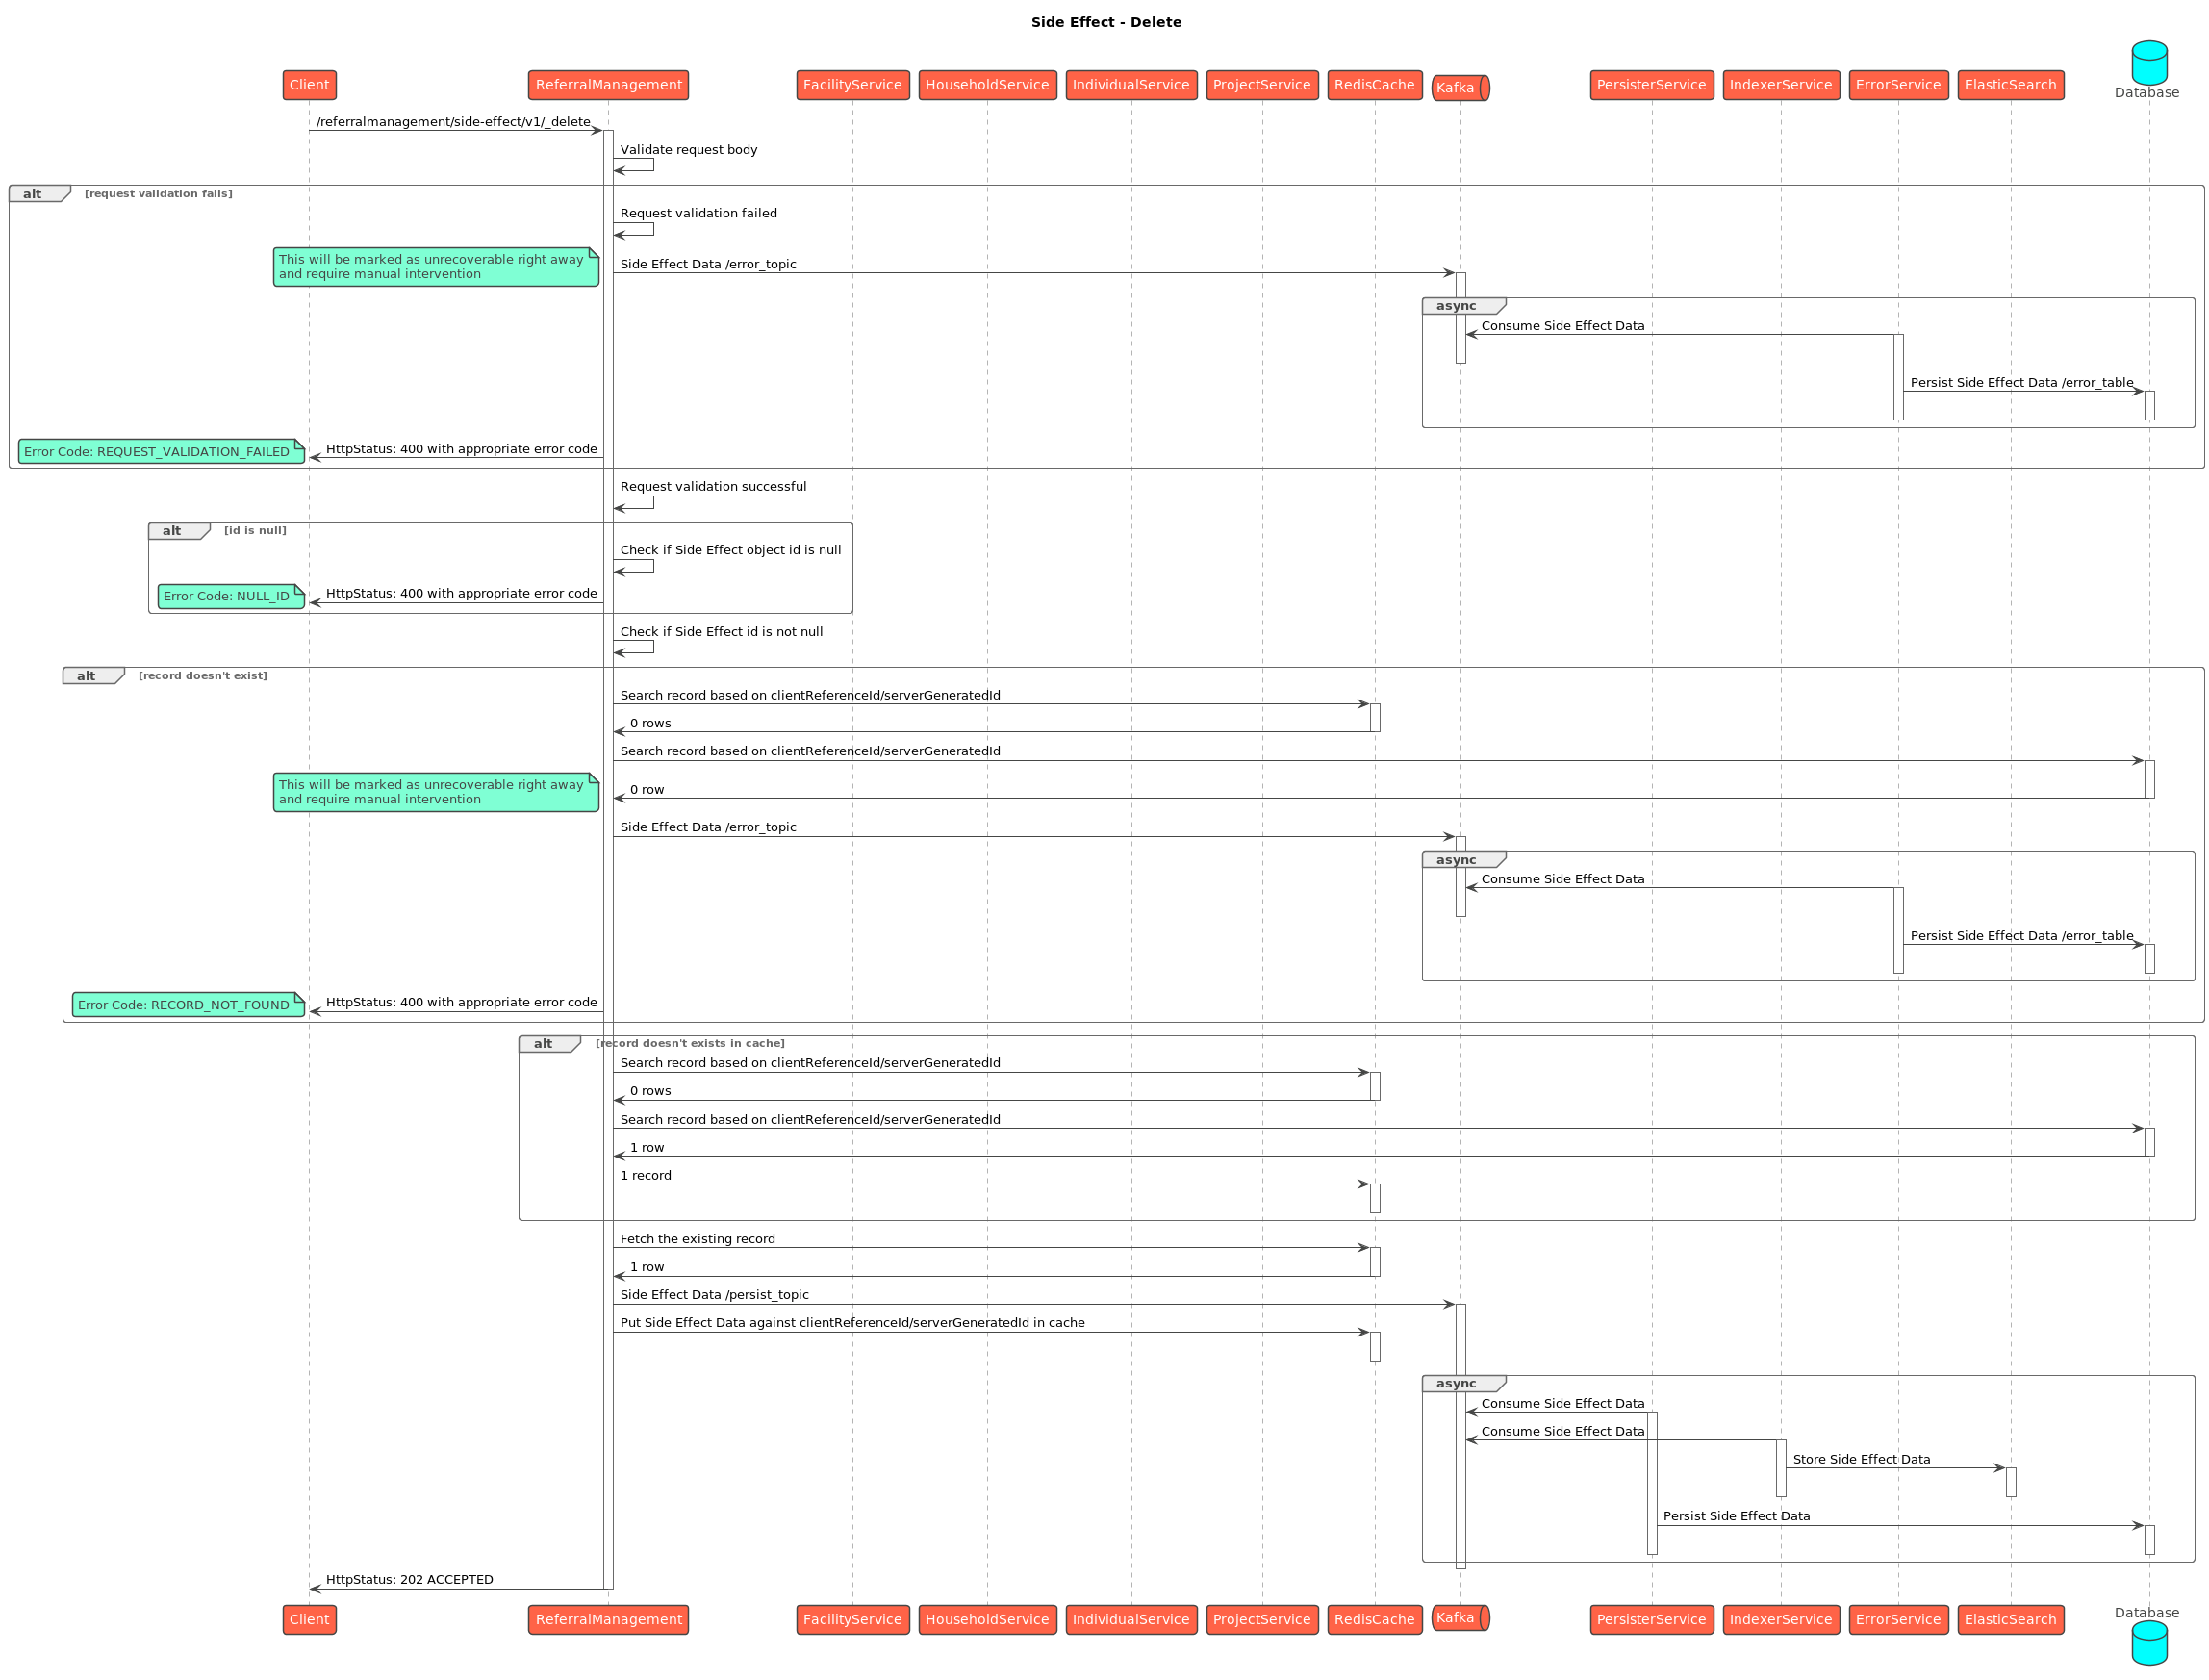 Side Effect - Delete
Client
ReferralManagement
FacilityService
HouseholdService
IndividualService
ProjectService
RedisCache
Kafka
PersisterService
IndexerService
ErrorService
ElasticSearch
Database
/referralmanagement/side-effect/v1/_delete
Validate request body
alt
[request validation fails]
Request validation failed
This will be marked as unrecoverable right away
and require manual intervention
Side Effect Data /error_topic
async
Consume Side Effect Data
Persist Side Effect Data /error_table
Error Code: REQUEST_VALIDATION_FAILED
HttpStatus: 400 with appropriate error code
Request validation successful
alt
[id is null]
Check if Side Effect object id is null
Error Code: NULL_ID
HttpStatus: 400 with appropriate error code
Check if Side Effect id is not null
alt
[record doesn't exist]
Search record based on clientReferenceId/serverGeneratedId
0 rows
Search record based on clientReferenceId/serverGeneratedId
This will be marked as unrecoverable right away
and require manual intervention
0 row
Side Effect Data /error_topic
async
Consume Side Effect Data
Persist Side Effect Data /error_table
Error Code: RECORD_NOT_FOUND
HttpStatus: 400 with appropriate error code
alt
[record doesn't exists in cache]
Search record based on clientReferenceId/serverGeneratedId
0 rows
Search record based on clientReferenceId/serverGeneratedId
1 row
1 record
Fetch the existing record
1 row
Side Effect Data /persist_topic
Put Side Effect Data against clientReferenceId/serverGeneratedId in cache
async
Consume Side Effect Data
Consume Side Effect Data
Store Side Effect Data
Persist Side Effect Data
HttpStatus: 202 ACCEPTED
Client
ReferralManagement
FacilityService
HouseholdService
IndividualService
ProjectService
RedisCache
Kafka
PersisterService
IndexerService
ErrorService
ElasticSearch
Database